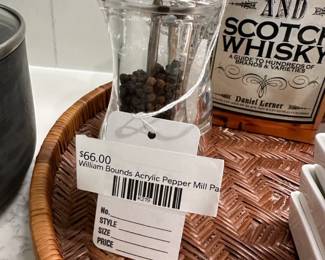 AND
SCOTCH
WHISKY
A GUIDE TO HUNDREDS OF
BRANDS & VARIETIES
Daniel Lerner
$66.00
William Bounds Acrylic Pepper Mill Pa
No.
STYLE
SIZE
PRICE